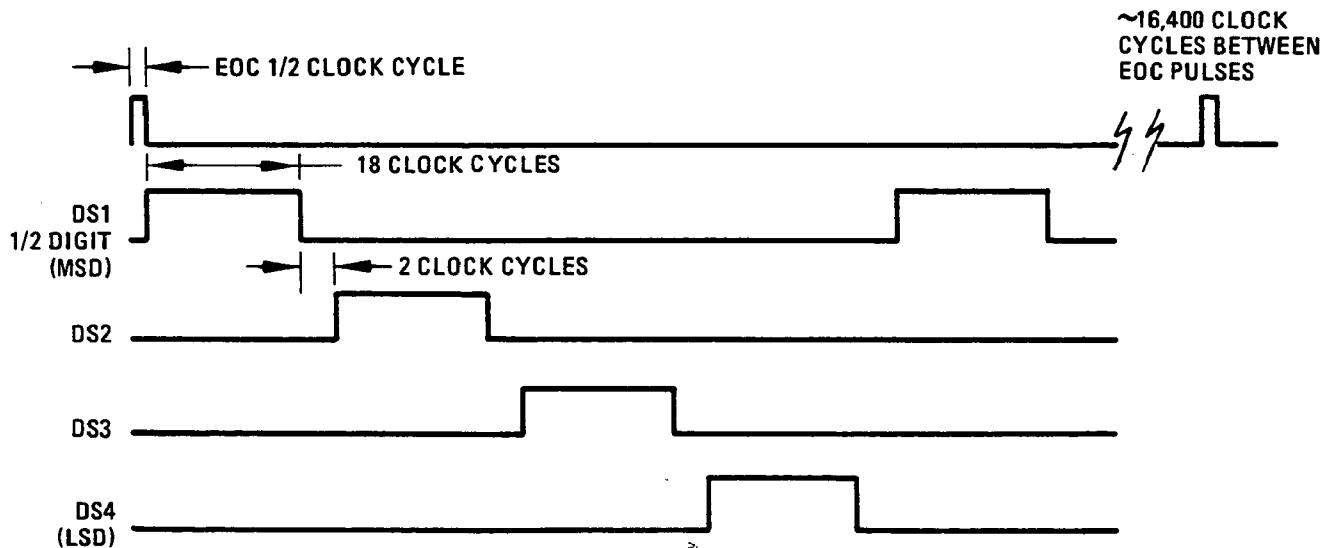 ~16,400 CLOCK
CYCLES BETWEEN
EOC PULSES
EOC 1/2 CLOCK CYCLE
18 CLOCK CYCLES
DS1
1/2 DIGIT
(MSD)
2 CLOCK CYCLES
DS2
DS3
DS4
(LSD)